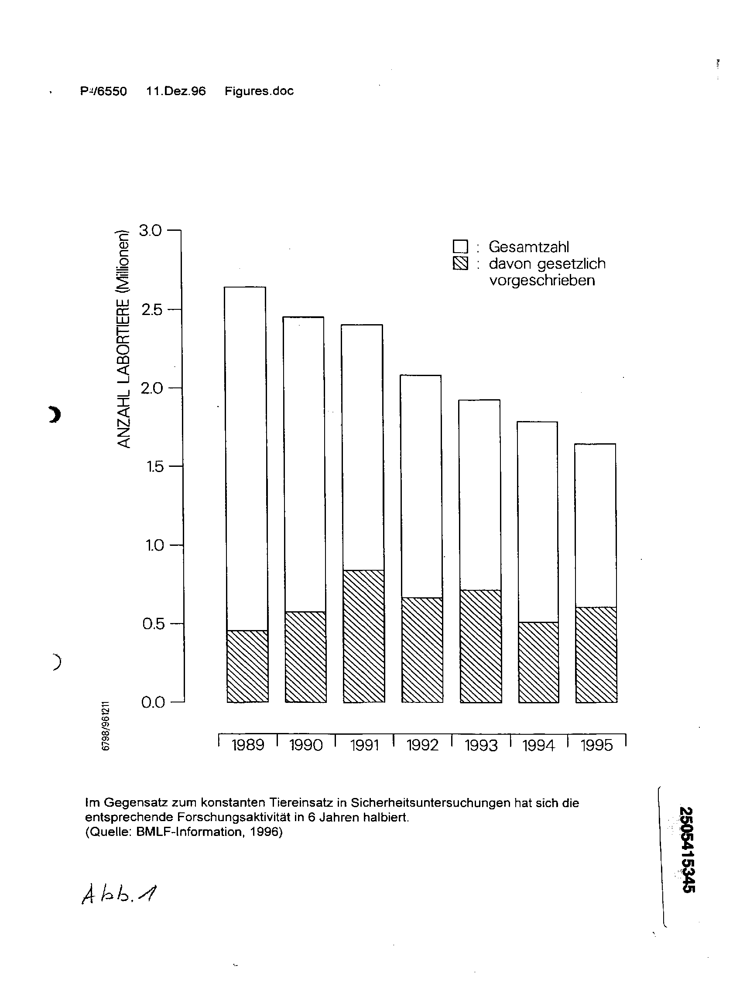 11.Dez.96 Figures.doc
ANZAHL LABORTIERE (Millionen)
3.0
2.5
2.0
1.5
1.0
0.5
0.0
: Gesamtzahl
: davon gesetzlich
vorgeschrieben
1989 1990 1991 1992 1993 1994 1995
6798/961211
Im Gegensatz zum konstanten Tiereinsatz in Sicherheitsuntersuchungen hat sich die
entsprechende Forschungsaktivität in 6 Jahren halbiert.
(Quelle: BMLF-Information, 1996)
Abb. 1
2505415345